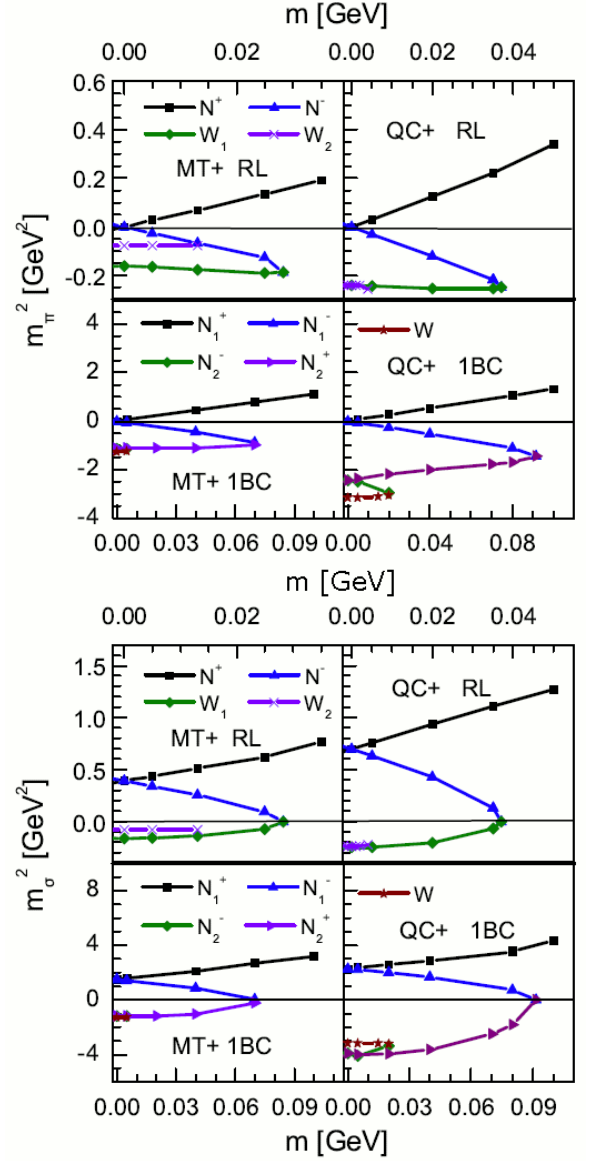 m [GeV]
0.00 0.02 0.00 0.02 0.04
0.6
0.4
0.2
0.0
-0.2
N⁺ N⁻
W₁ W₂
MT+ RL
QC+ RL
m_π² [GeV²]
4
2
0
-2
-4
N₁⁺ N₁⁻
N₂⁻ N₂⁺
MT+ 1BC
W
QC+ 1BC
0.00 0.03 0.06 0.09 0.00 0.04 0.08
m [GeV]
0.00 0.02 0.00 0.02 0.04
1.5
1.0
0.5
0.0
N⁺ N⁻
W₁ W₂
MT+ RL
QC+ RL
m_σ² [GeV²]
8
4
0
-4
N₁⁺ N₁⁻
N₂⁻ N₂⁺
MT+ 1BC
W
QC+ 1BC
0.00 0.03 0.06 0.09 0.00 0.03 0.06 0.09
m [GeV]